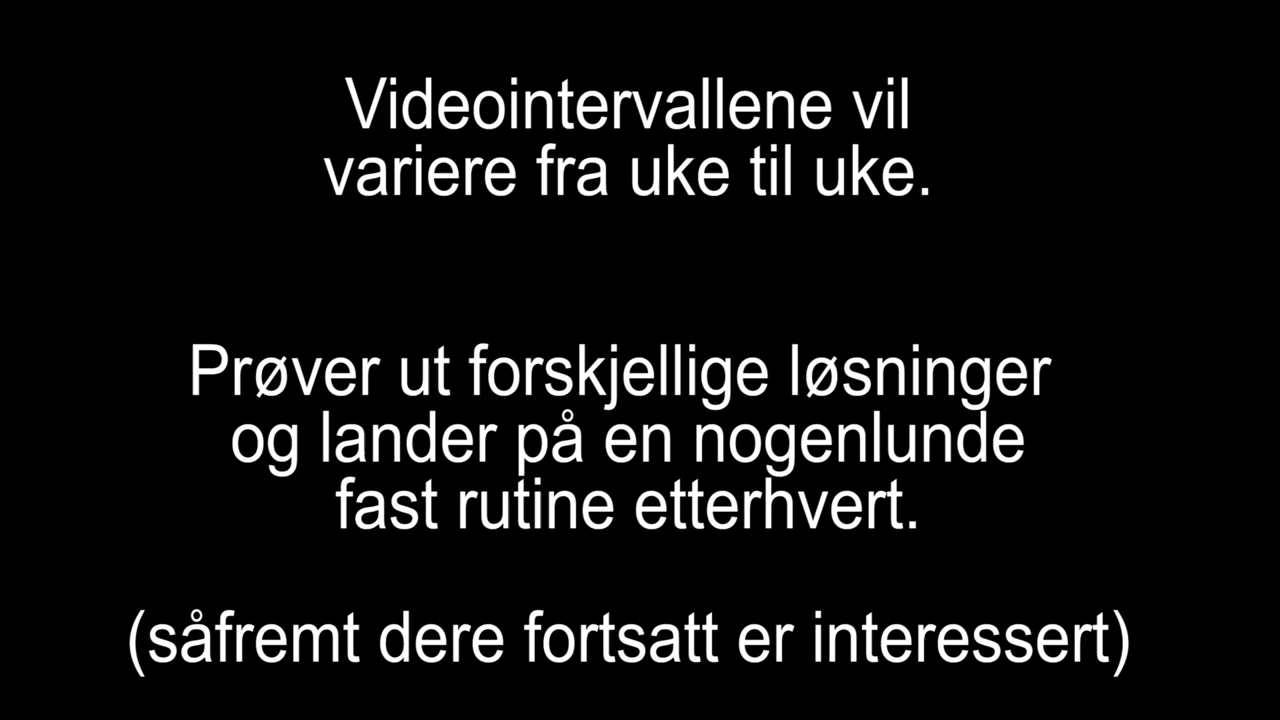 Videointervallene vil
variere fra uke til uke.
Prøver ut forskjellige løsninger
og lander på en nogenlunde
fast rutine etterhvert.
(såfremt dere fortsatt er interessert)